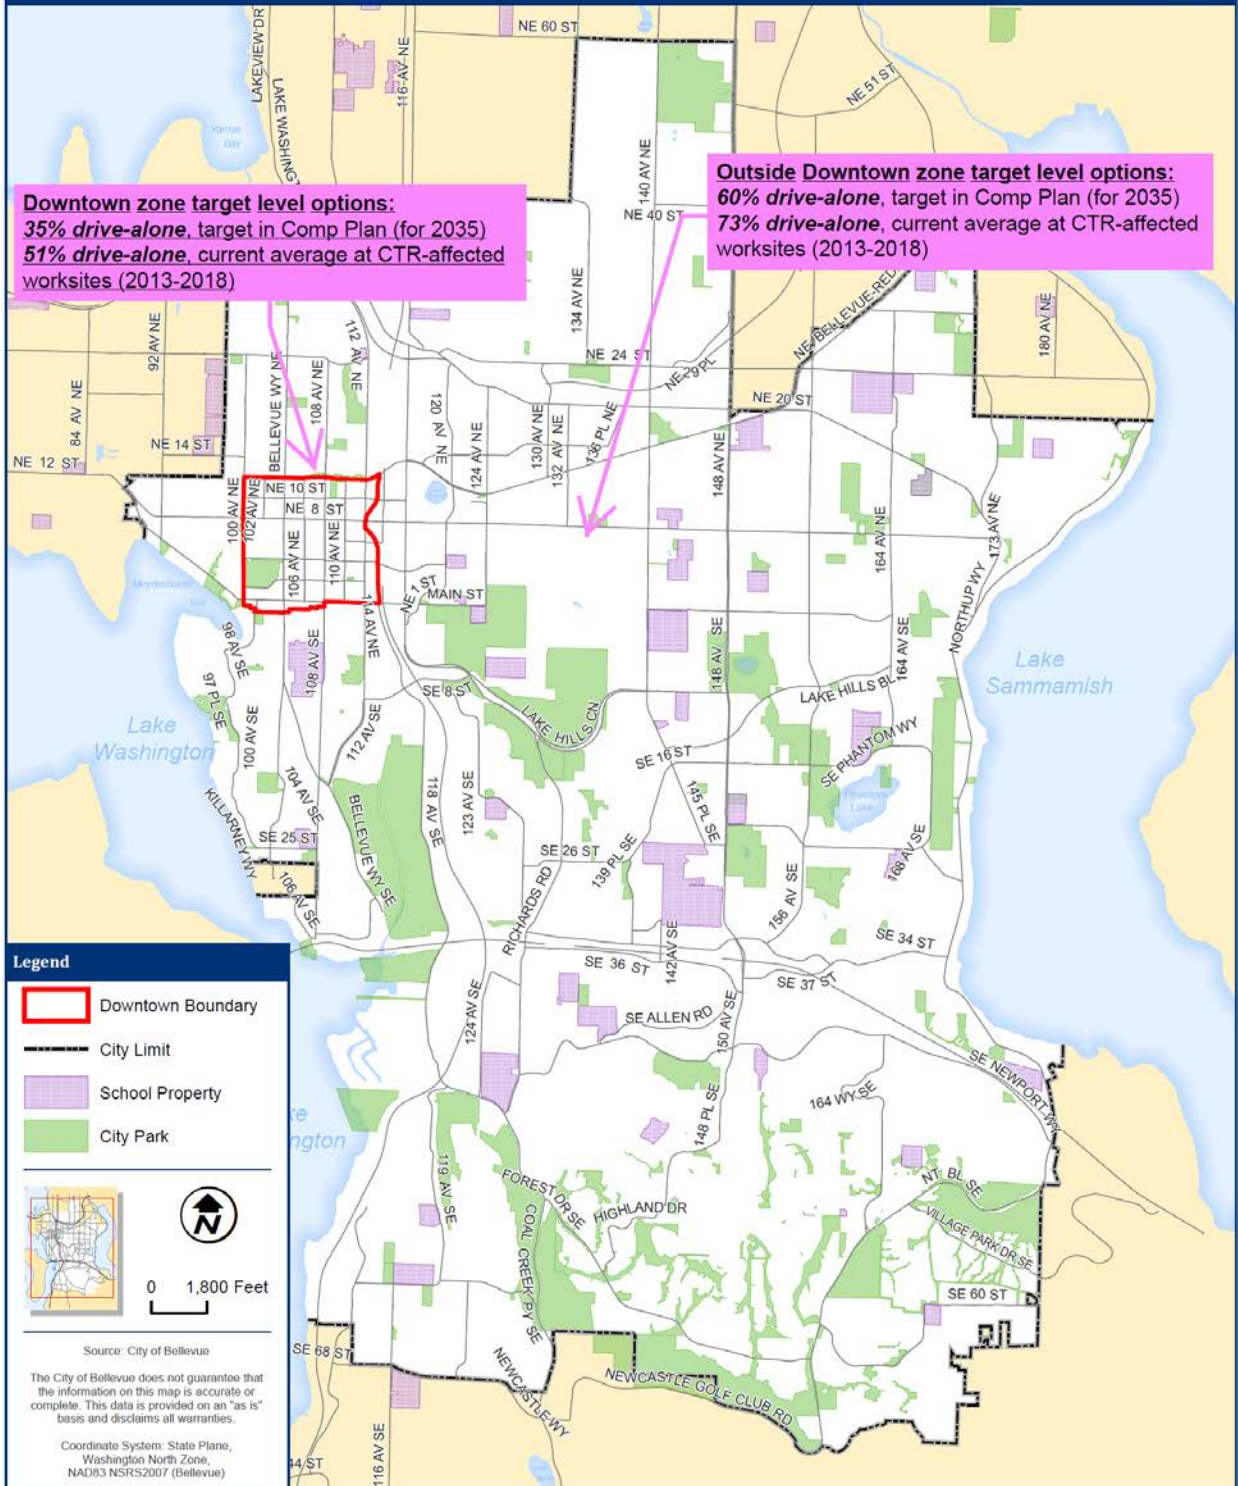 NE 60 ST
LAKEVIEW DR
LAKE WASHINGT
116 AV NE
NE 51 ST
Yarrow
Bay
140 AV NE
Downtown zone target level options:
35% drive-alone, target in Comp Plan (for 2035)
51% drive-alone, current average at CTR-affected
worksites (2013-2018)
Outside Downtown zone target level options:
60% drive-alone, target in Comp Plan (for 2035)
73% drive-alone, current average at CTR-affected
worksites (2013-2018)
NE 40 ST
134 AV NE
NE BELLEVUE-RED
180 AV NE
92 AV NE
112 AV NE
NE 24 ST
NE 29 PL
BELLEVUE WY NE
108 AV NE
84 AV NE
120 AV NE
NE 20 ST
130 AV NE
132 AV NE
136 PL NE
124 AV NE
148 AV NE
NE 14 ST
NE 12 ST
100 AV NE
102 AV NE
NE 10 ST
NE 8 ST
106 AV NE
110 AV NE
164 AV NE
173 AV NE
NORTHUP WY
Meydenbauer
Bay
NE 1 ST
MAIN ST
114 AV NE
98 AV SE
108 AV SE
148 AV SE
164 AV SE
Lake
Sammamish
97 PL SE
SE 8 ST
LAKE HILLS CN
LAKE HILLS BL
Lake
Washington
100 AV SE
112 AV SE
SE 16 ST
SE PHANTOM WY
104 AV SE
118 AV SE
123 AV SE
145 PL SE
Phantom
Lake
KILLARNEY WY
BELLEVUE WY SE
SE 25 ST
SE 26 ST
139 PL SE
168 AV SE
106 AV SE
RICHARDS RD
156 AV SE
142 AV SE
SE 34 ST
SE 36 ST
SE 37 ST
124 AV SE
SE ALLEN RD
150 AV SE
SE NEWPORT WY
164 WY SE
148 PL SE
ke
ngton
119 AV SE
FOREST DR SE
HIGHLAND DR
NT BL SE
VILLAGE PARK DR SE
COAL CREEK PY SE
SE 60 ST
SE 68 ST
NEWCASTLE WY
NEWCASTLE GOLF CLUB RD
116 AV SE
44 ST
Legend
Downtown Boundary
City Limit
School Property
City Park
N
0 1,800 Feet
Source: City of Bellevue
The City of Bellevue does not guarantee that
the information on this map is accurate or
complete. This data is provided on an "as is"
basis and disclaims all warranties.
Coordinate System: State Plane,
Washington North Zone,
NAD83 NSRS2007 (Bellevue)